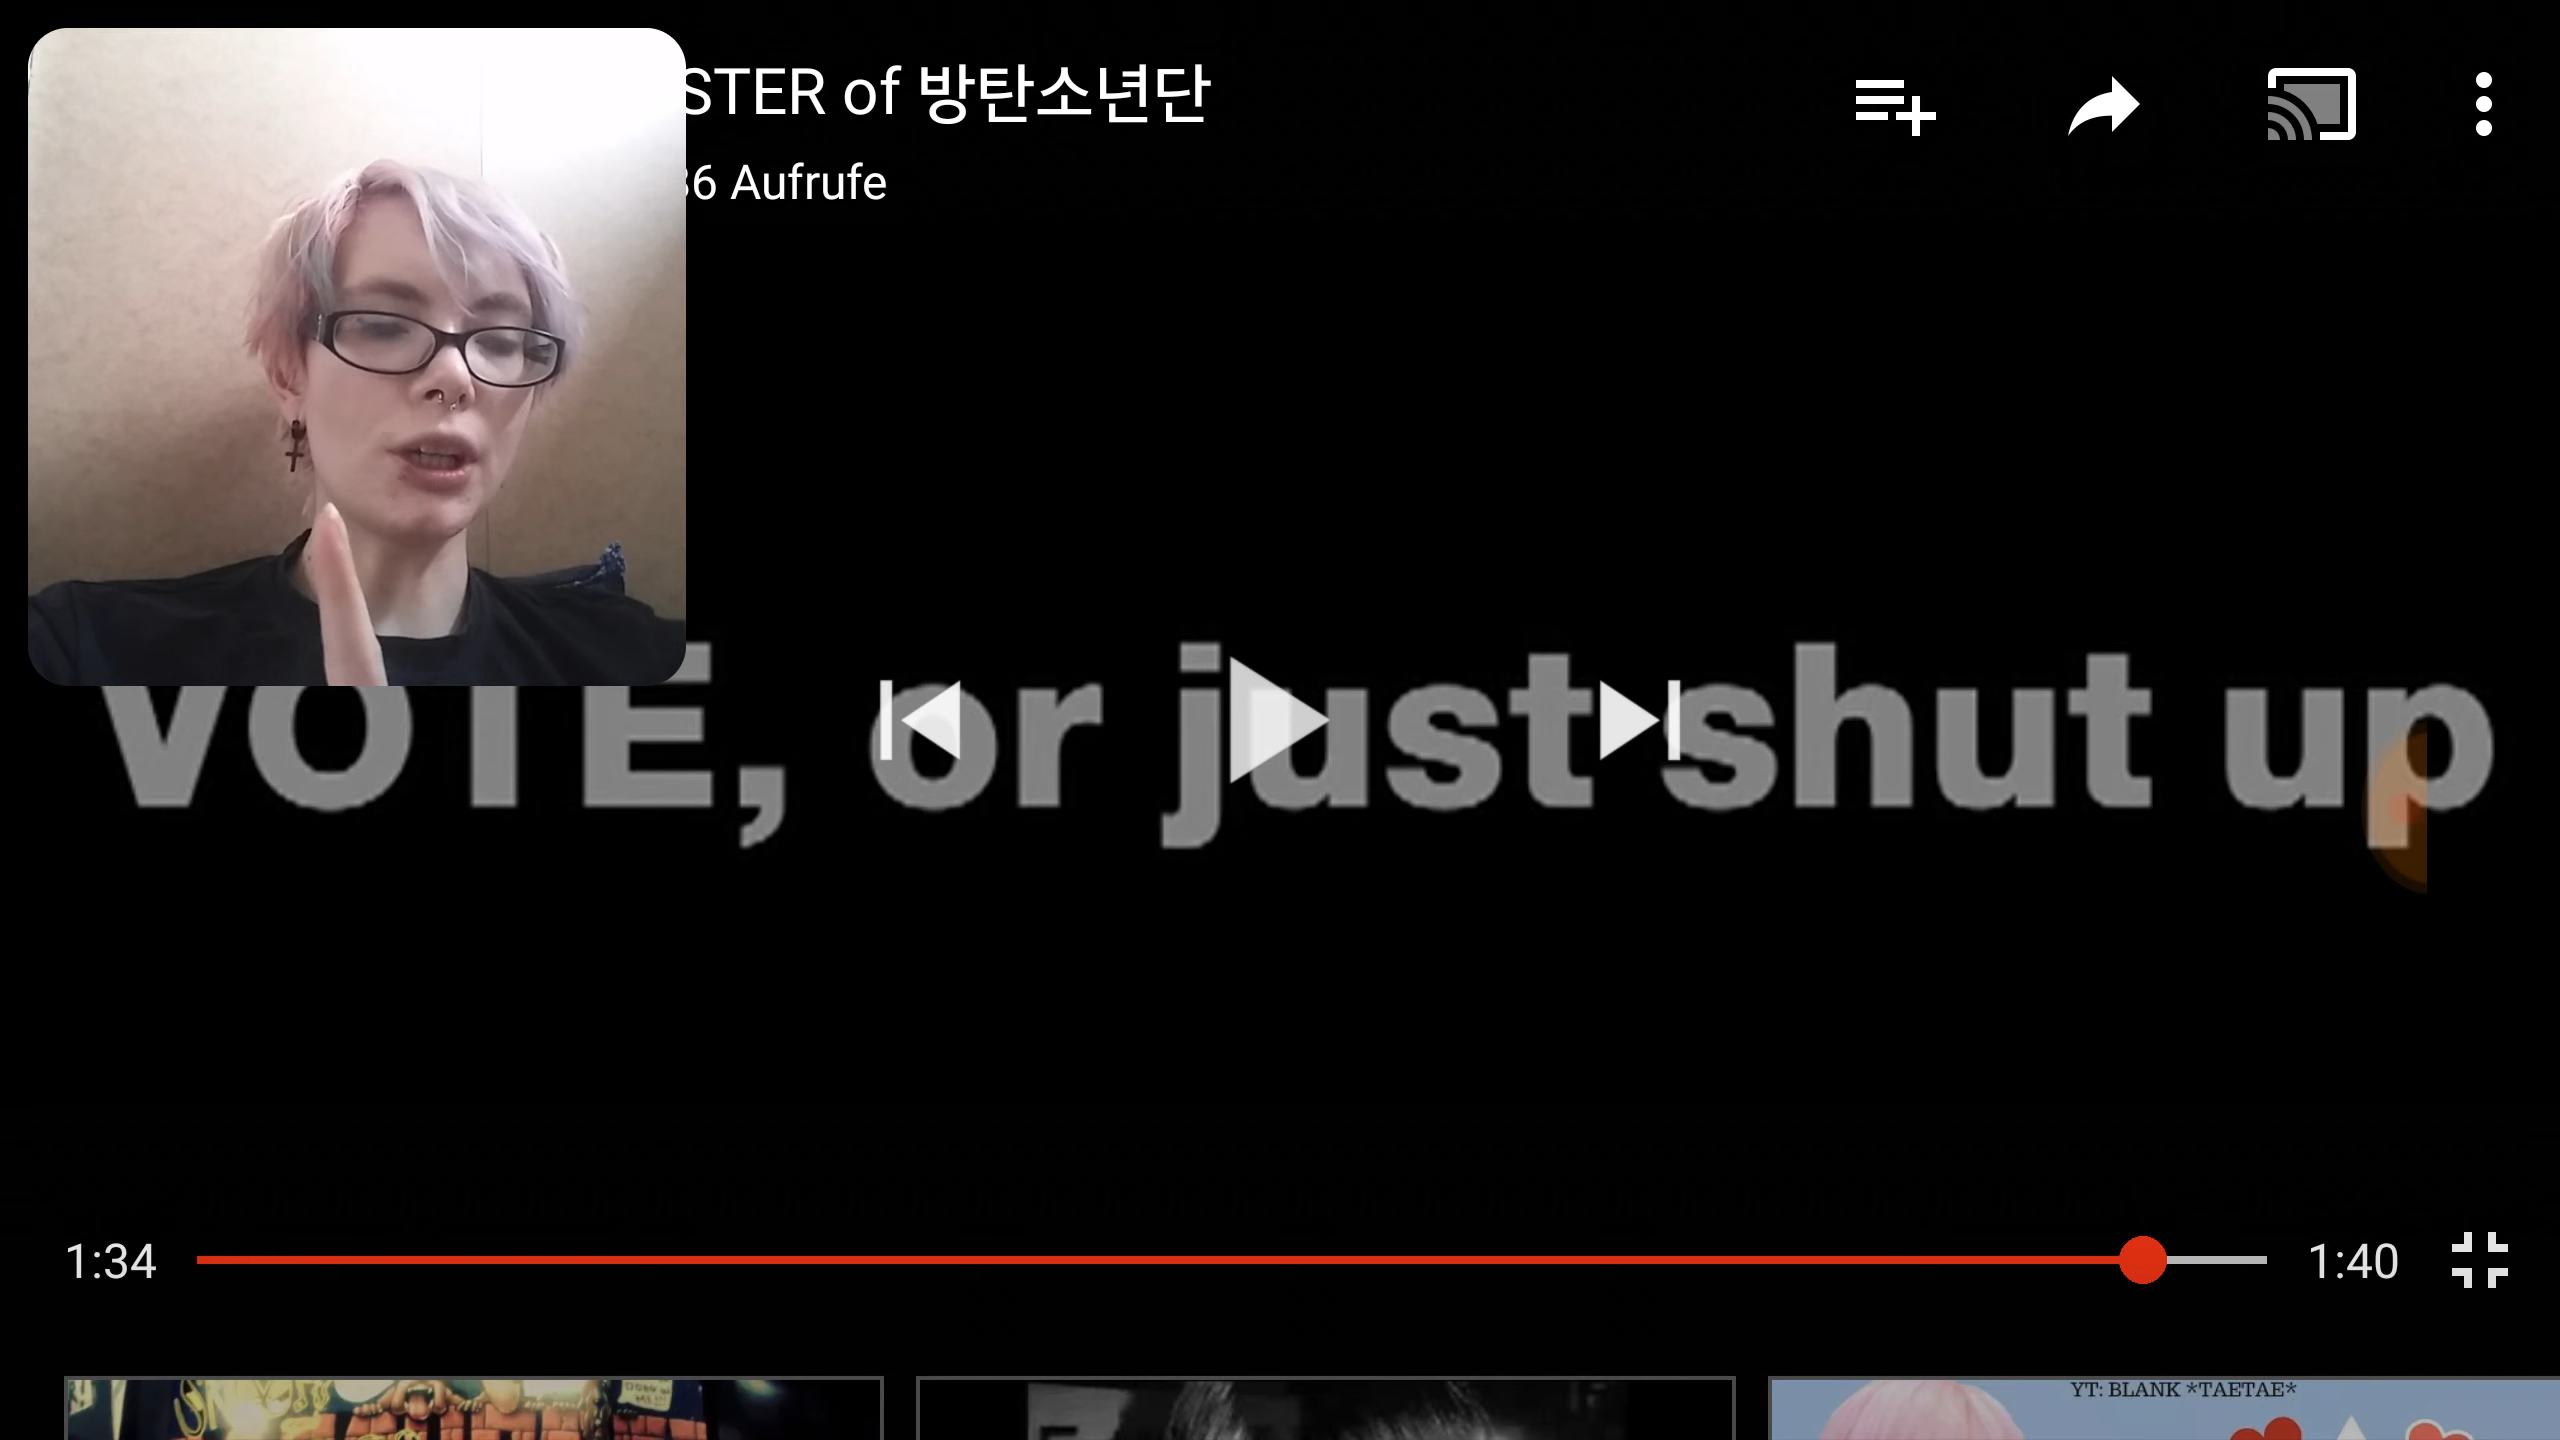 STER of 방탄소년단
36 Aufrufe
VOTE, or just shut up
1:34
1:40
YT: BLANK *TAETAE*